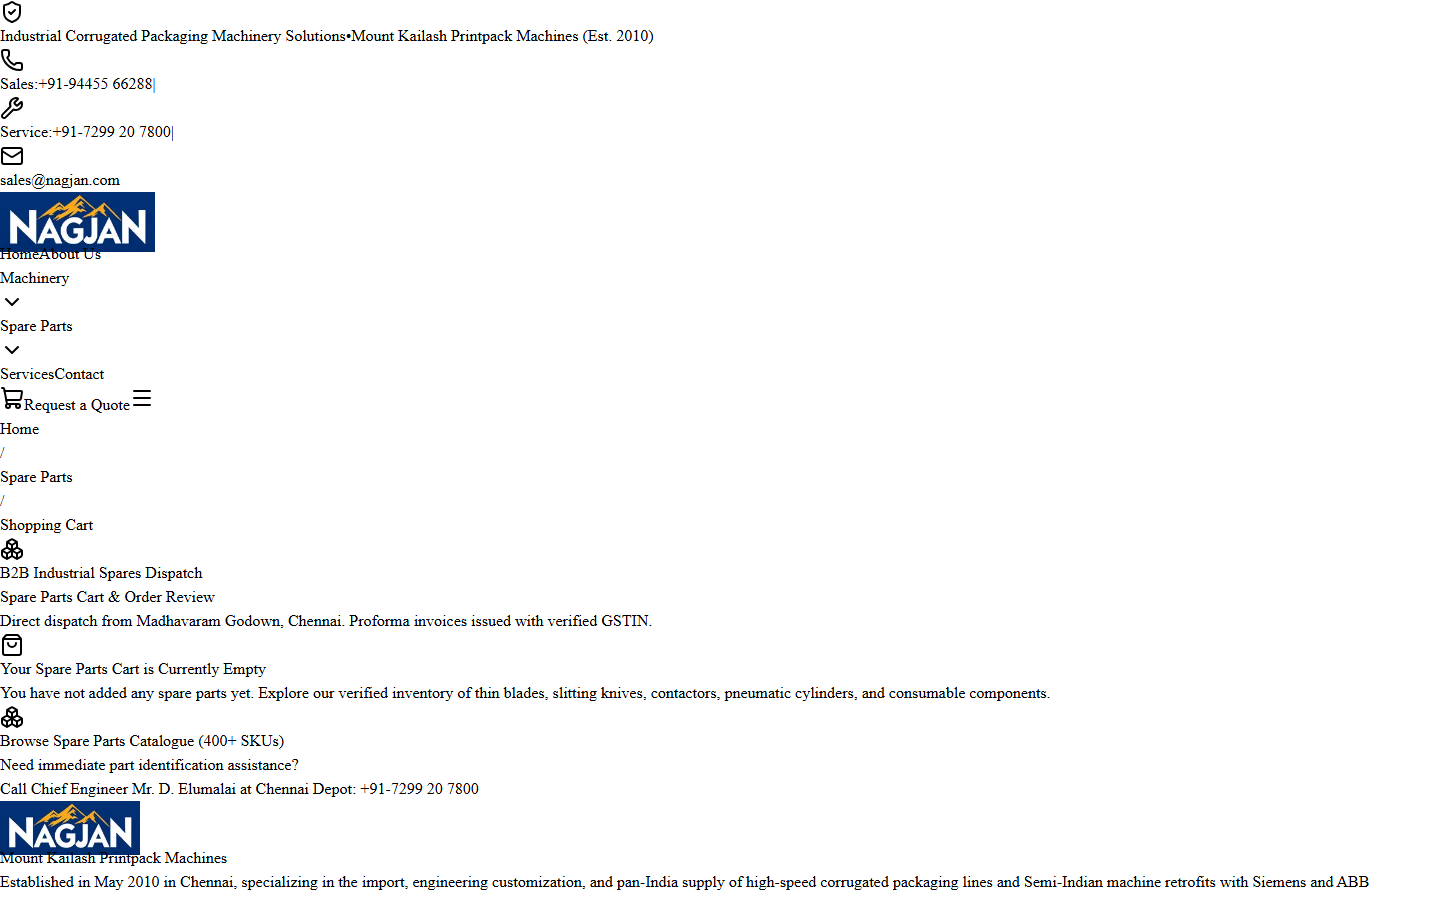 Industrial Corrugated Packaging Machinery Solutions•Mount Kailash Printpack Machines (Est. 2010)
Sales:+91-94455 66288|
Service:+91-7299 20 7800|
sales@nagjan.com
NAGJAN
HomeAbout Us
Machinery
Spare Parts
ServicesContact
Request a Quote
Home
/
Spare Parts
/
Shopping Cart
B2B Industrial Spares Dispatch
Spare Parts Cart & Order Review
Direct dispatch from Madhavaram Godown, Chennai. Proforma invoices issued with verified GSTIN.
Your Spare Parts Cart is Currently Empty
You have not added any spare parts yet. Explore our verified inventory of thin blades, slitting knives, contactors, pneumatic cylinders, and consumable components.
Browse Spare Parts Catalogue (400+ SKUs)
Need immediate part identification assistance?
Call Chief Engineer Mr. D. Elumalai at Chennai Depot: +91-7299 20 7800
NAGJAN
Mount Kailash Printpack Machines
Established in May 2010 in Chennai, specializing in the import, engineering customization, and pan-India supply of high-speed corrugated packaging lines and Semi-Indian machine retrofits with Siemens and ABB